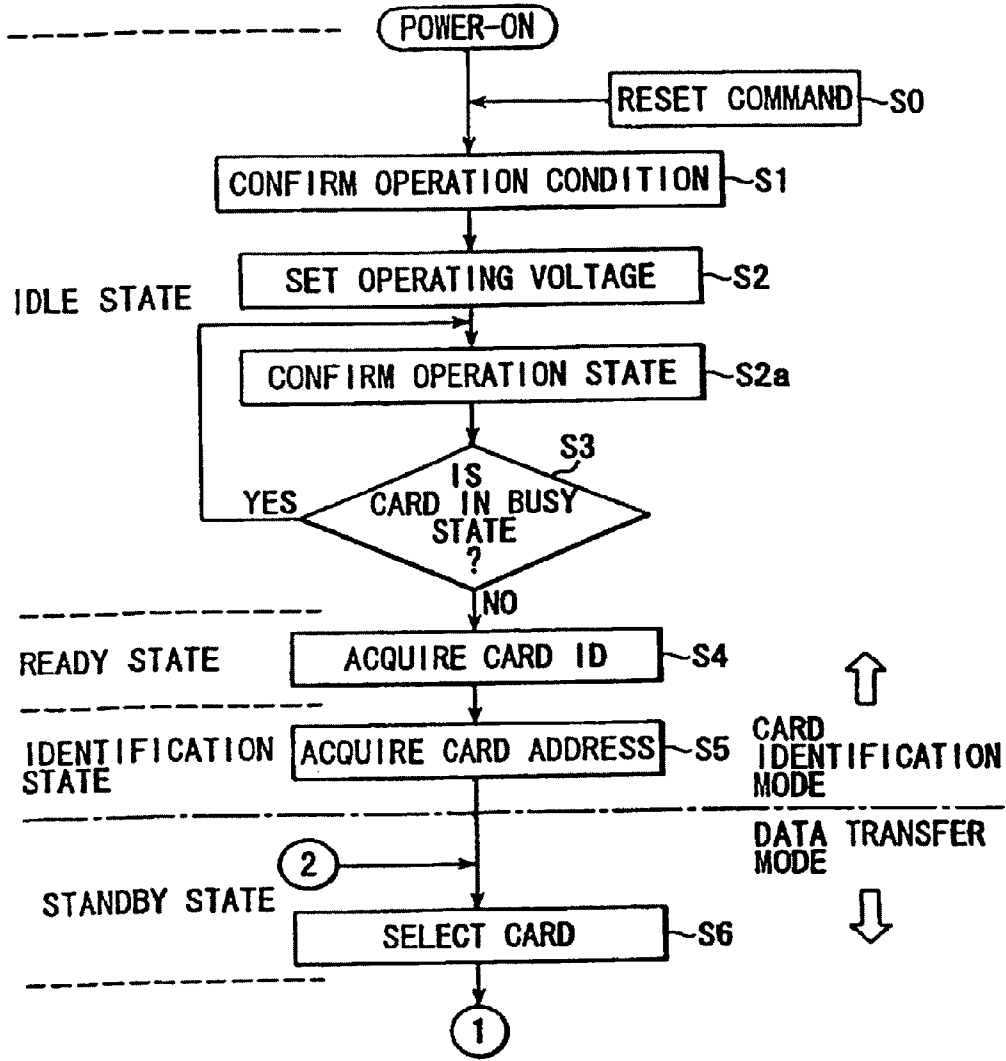 POWER-ON
RESET COMMAND
S0
CONFIRM OPERATION CONDITION
S1
SET OPERATING VOLTAGE
S2
IDLE STATE
CONFIRM OPERATION STATE
S2a
S3
IS
CARD IN BUSY
STATE
?
YES
NO
READY STATE
ACQUIRE CARD ID
S4
IDENTIFICATION
STATE
ACQUIRE CARD ADDRESS
S5
CARD
IDENTIFICATION
MODE
DATA TRANSFER
MODE
2
STANDBY STATE
SELECT CARD
S6
1